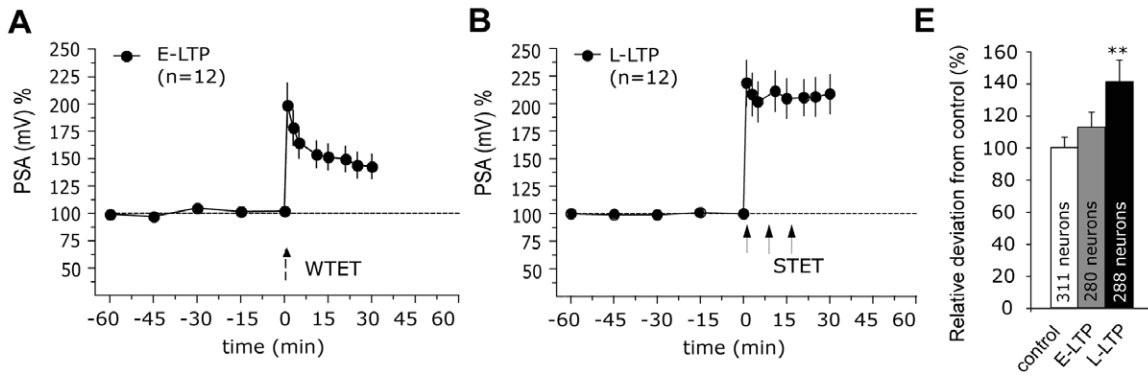 A
E-LTP
(n=12)
PSA (mV) %
250
225
200
175
150
125
100
75
50
WTET
-60 -45 -30 -15 0 15 30 45 60
time (min)
B
L-LTP
(n=12)
PSA (mV) %
250
225
200
175
150
125
100
75
50
STET
-60 -45 -30 -15 0 15 30 45 60
time (min)
E
Relative deviation from control (%)
160
140
120
100
80
60
40
20
0
**
311 neurons
280 neurons
288 neurons
control
E-LTP
L-LTP